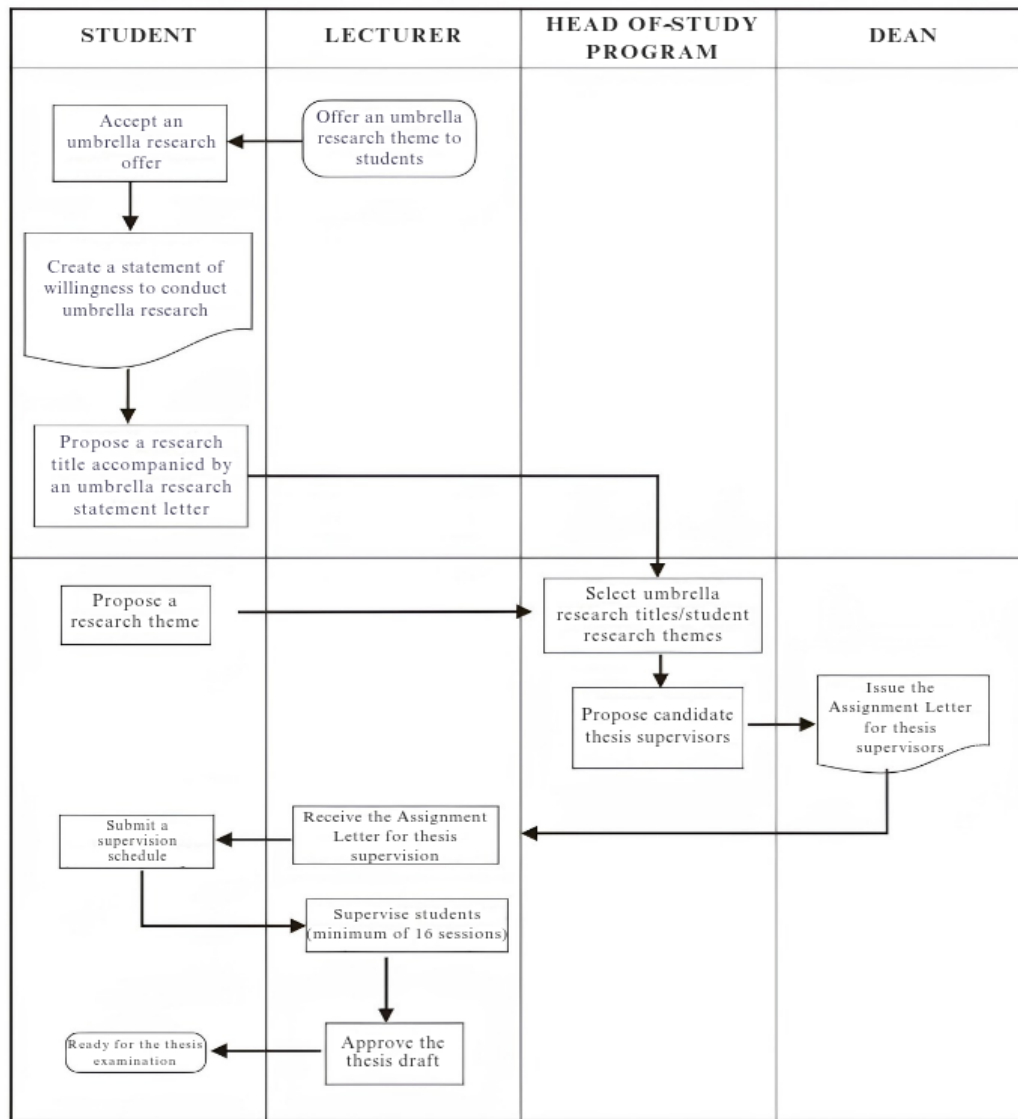 STUDENT
LECTURER
HEAD OF-STUDY
PROGRAM
DEAN
Accept an
umbrella research
offer
Offer an umbrella
research theme to
students
Create a statement of
willingness to conduct
umbrella research
Propose a research
title accompanied by
an umbrella research
statement letter
Propose a
research theme
Select umbrella
research titles/student
research themes
Propose candidate
thesis supervisors
Issue the
Assignment Letter
for thesis
supervisors
Submit a
supervision
schedule
Receive the Assignment
Letter for thesis
supervision
Supervise students
(minimum of 16 sessions)
Ready for the thesis
examination
Approve the
thesis draft